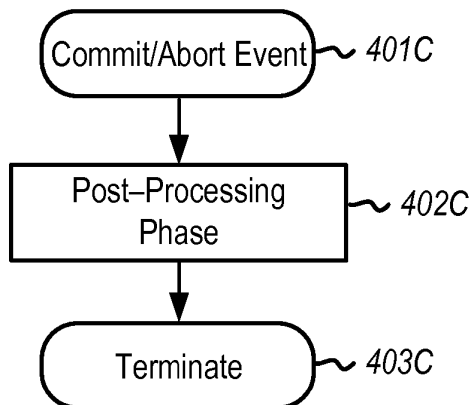 Commit/Abort Event 401C
Post–Processing
Phase
402C
Terminate 403C